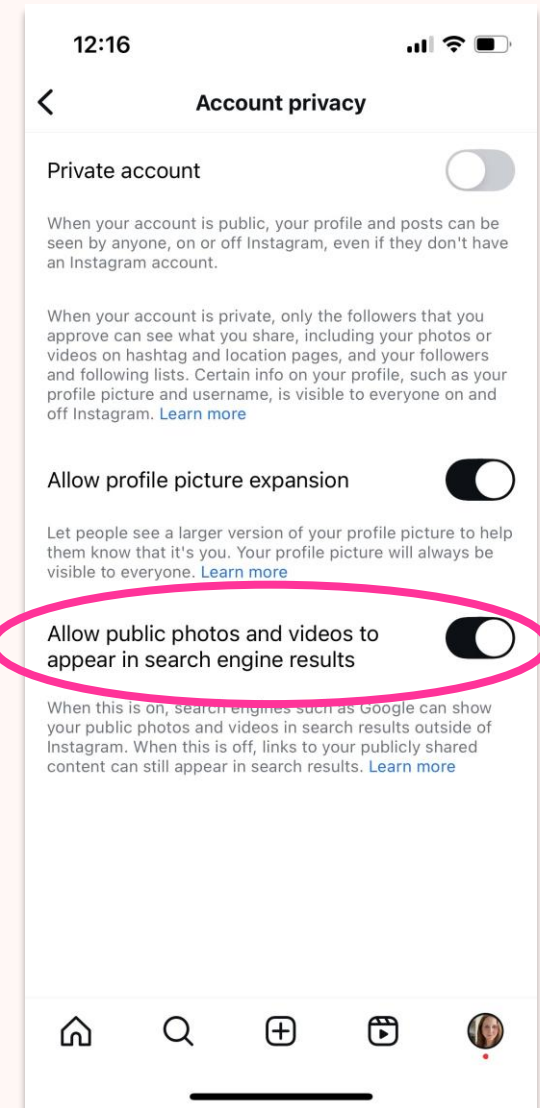 12:16
Account privacy
Private account
When your account is public, your profile and posts can be
seen by anyone, on or off Instagram, even if they don't have
an Instagram account.
When your account is private, only the followers that you
approve can see what you share, including your photos or
videos on hashtag and location pages, and your followers
and following lists. Certain info on your profile, such as your
profile picture and username, is visible to everyone on and
off Instagram. Learn more
Allow profile picture expansion
Let people see a larger version of your profile picture to help
them know that it's you. Your profile picture will always be
visible to everyone. Learn more
Allow public photos and videos to
appear in search engine results
When this is on, search engines such as Google can show
your public photos and videos in search results outside of
Instagram. When this is off, links to your publicly shared
content can still appear in search results. Learn more